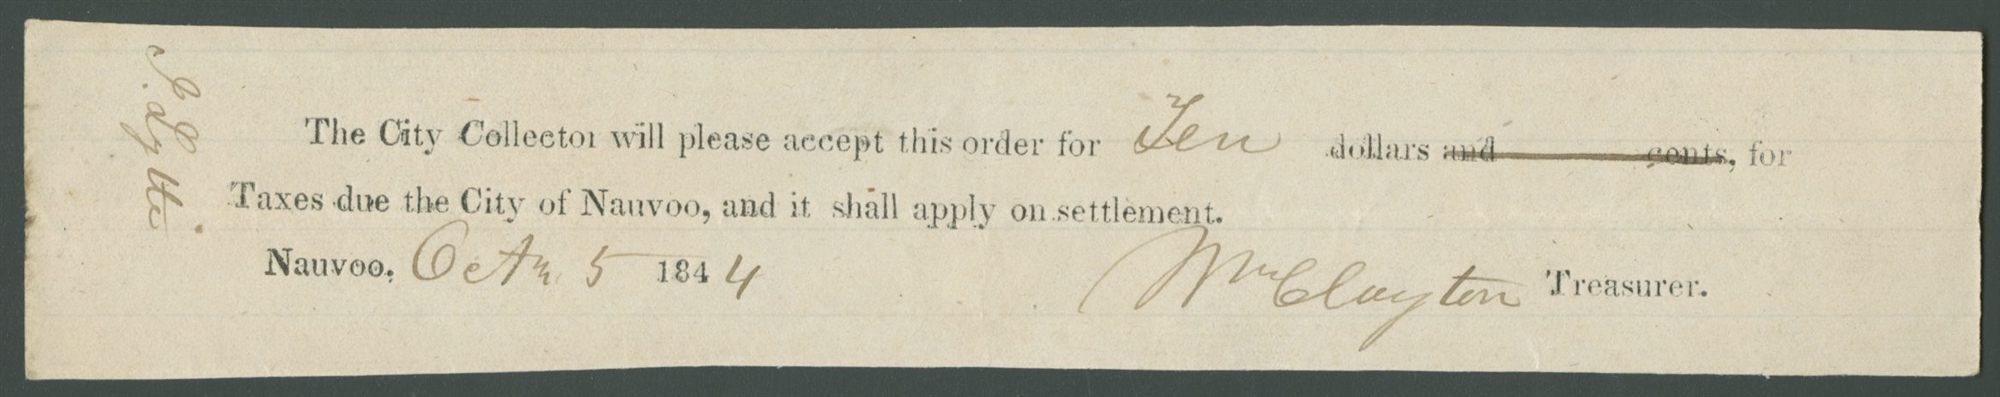 The City Collector will please accept this order for Ten dollars and cents, for
Taxes due the City of Nauvoo, and it shall apply on settlement.
Nauvoo. Octr. 5 1844 Wm Clayton Treasurer.